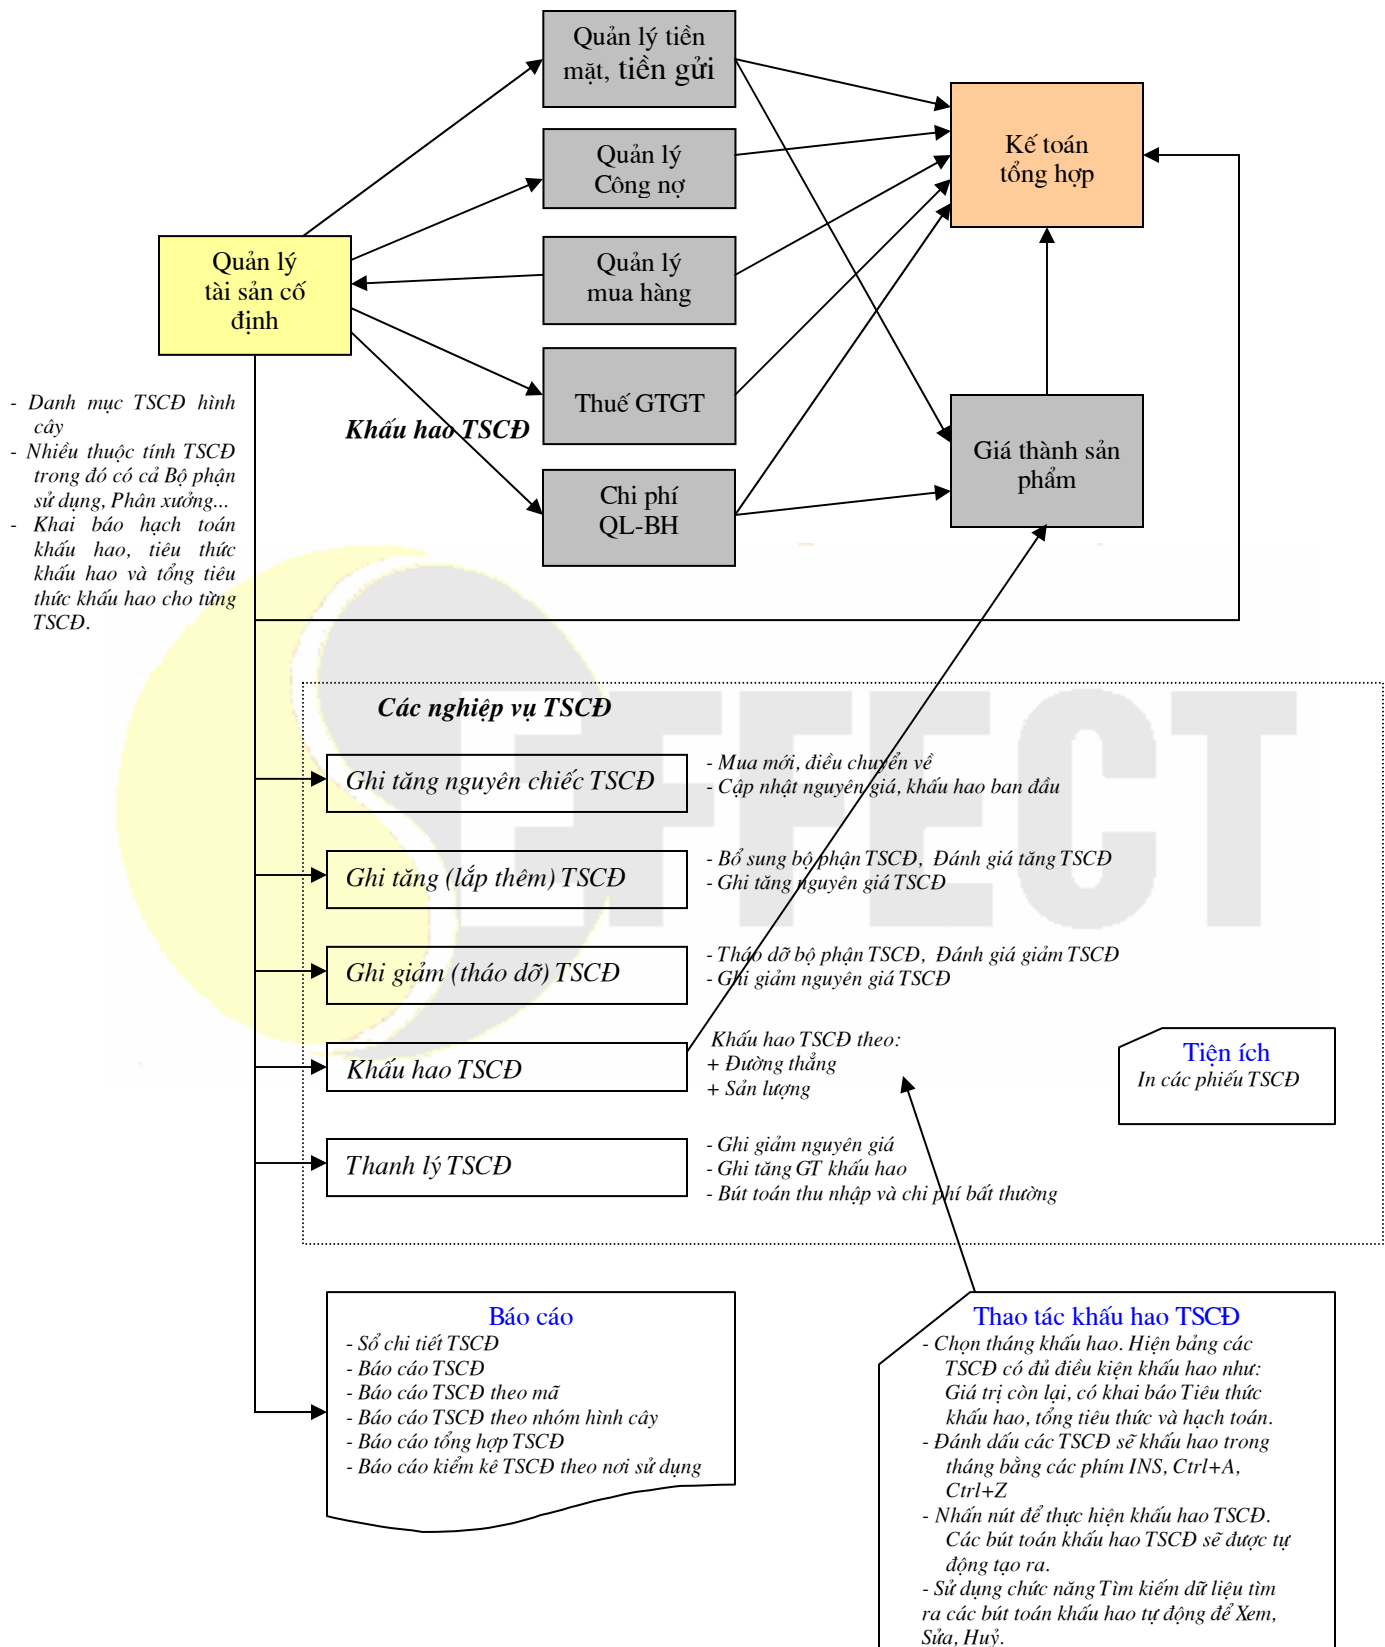 Quản lý tiền
mặt, tiền gửi
Kế toán
tổng hợp
Quản lý
Công nợ
Quản lý
tài sản cố
định
Quản lý
mua hàng
Thuế GTGT
Khấu hao TSCĐ
Giá thành sản
phẩm
Chi phí
QL-BH
- Danh mục TSCĐ hình
cây
- Nhiều thuộc tính TSCĐ
trong đó có cả Bộ phận
sử dụng, Phân xưởng...
- Khai báo hạch toán
khấu hao, tiêu thức
khấu hao và tổng tiêu
thức khấu hao cho từng
TSCĐ.
EFFECT
Các nghiệp vụ TSCĐ
Ghi tăng nguyên chiếc TSCĐ
- Mua mới, điều chuyển về
- Cập nhật nguyên giá, khấu hao ban đầu
Ghi tăng (lắp thêm) TSCĐ
- Bổ sung bộ phận TSCĐ, Đánh giá tăng TSCĐ
- Ghi tăng nguyên giá TSCĐ
Ghi giảm (tháo dỡ) TSCĐ
- Tháo dỡ bộ phận TSCĐ, Đánh giá giảm TSCĐ
- Ghi giảm nguyên giá TSCĐ
Khấu hao TSCĐ
Khấu hao TSCĐ theo:
+ Đường thẳng
+ Sản lượng
Tiện ích
In các phiếu TSCĐ
Thanh lý TSCĐ
- Ghi giảm nguyên giá
- Ghi tăng GT khấu hao
- Bút toán thu nhập và chi phí bất thường
Báo cáo
- Sổ chi tiết TSCĐ
- Báo cáo TSCĐ
- Báo cáo TSCĐ theo mã
- Báo cáo TSCĐ theo nhóm hình cây
- Báo cáo tổng hợp TSCĐ
- Báo cáo kiểm kê TSCĐ theo nơi sử dụng
Thao tác khấu hao TSCĐ
- Chọn tháng khấu hao. Hiện bảng các
TSCĐ có đủ điều kiện khấu hao như:
Giá trị còn lại, có khai báo Tiêu thức
khấu hao, tổng tiêu thức và hạch toán.
- Đánh dấu các TSCĐ sẽ khấu hao trong
tháng bằng các phím INS, Ctrl+A,
Ctrl+Z
- Nhấn nút để thực hiện khấu hao TSCĐ.
Các bút toán khấu hao TSCĐ sẽ được tự
động tạo ra.
- Sử dụng chức năng Tìm kiếm dữ liệu tìm
ra các bút toán khấu hao tự động để Xem,
Sửa, Huỷ.